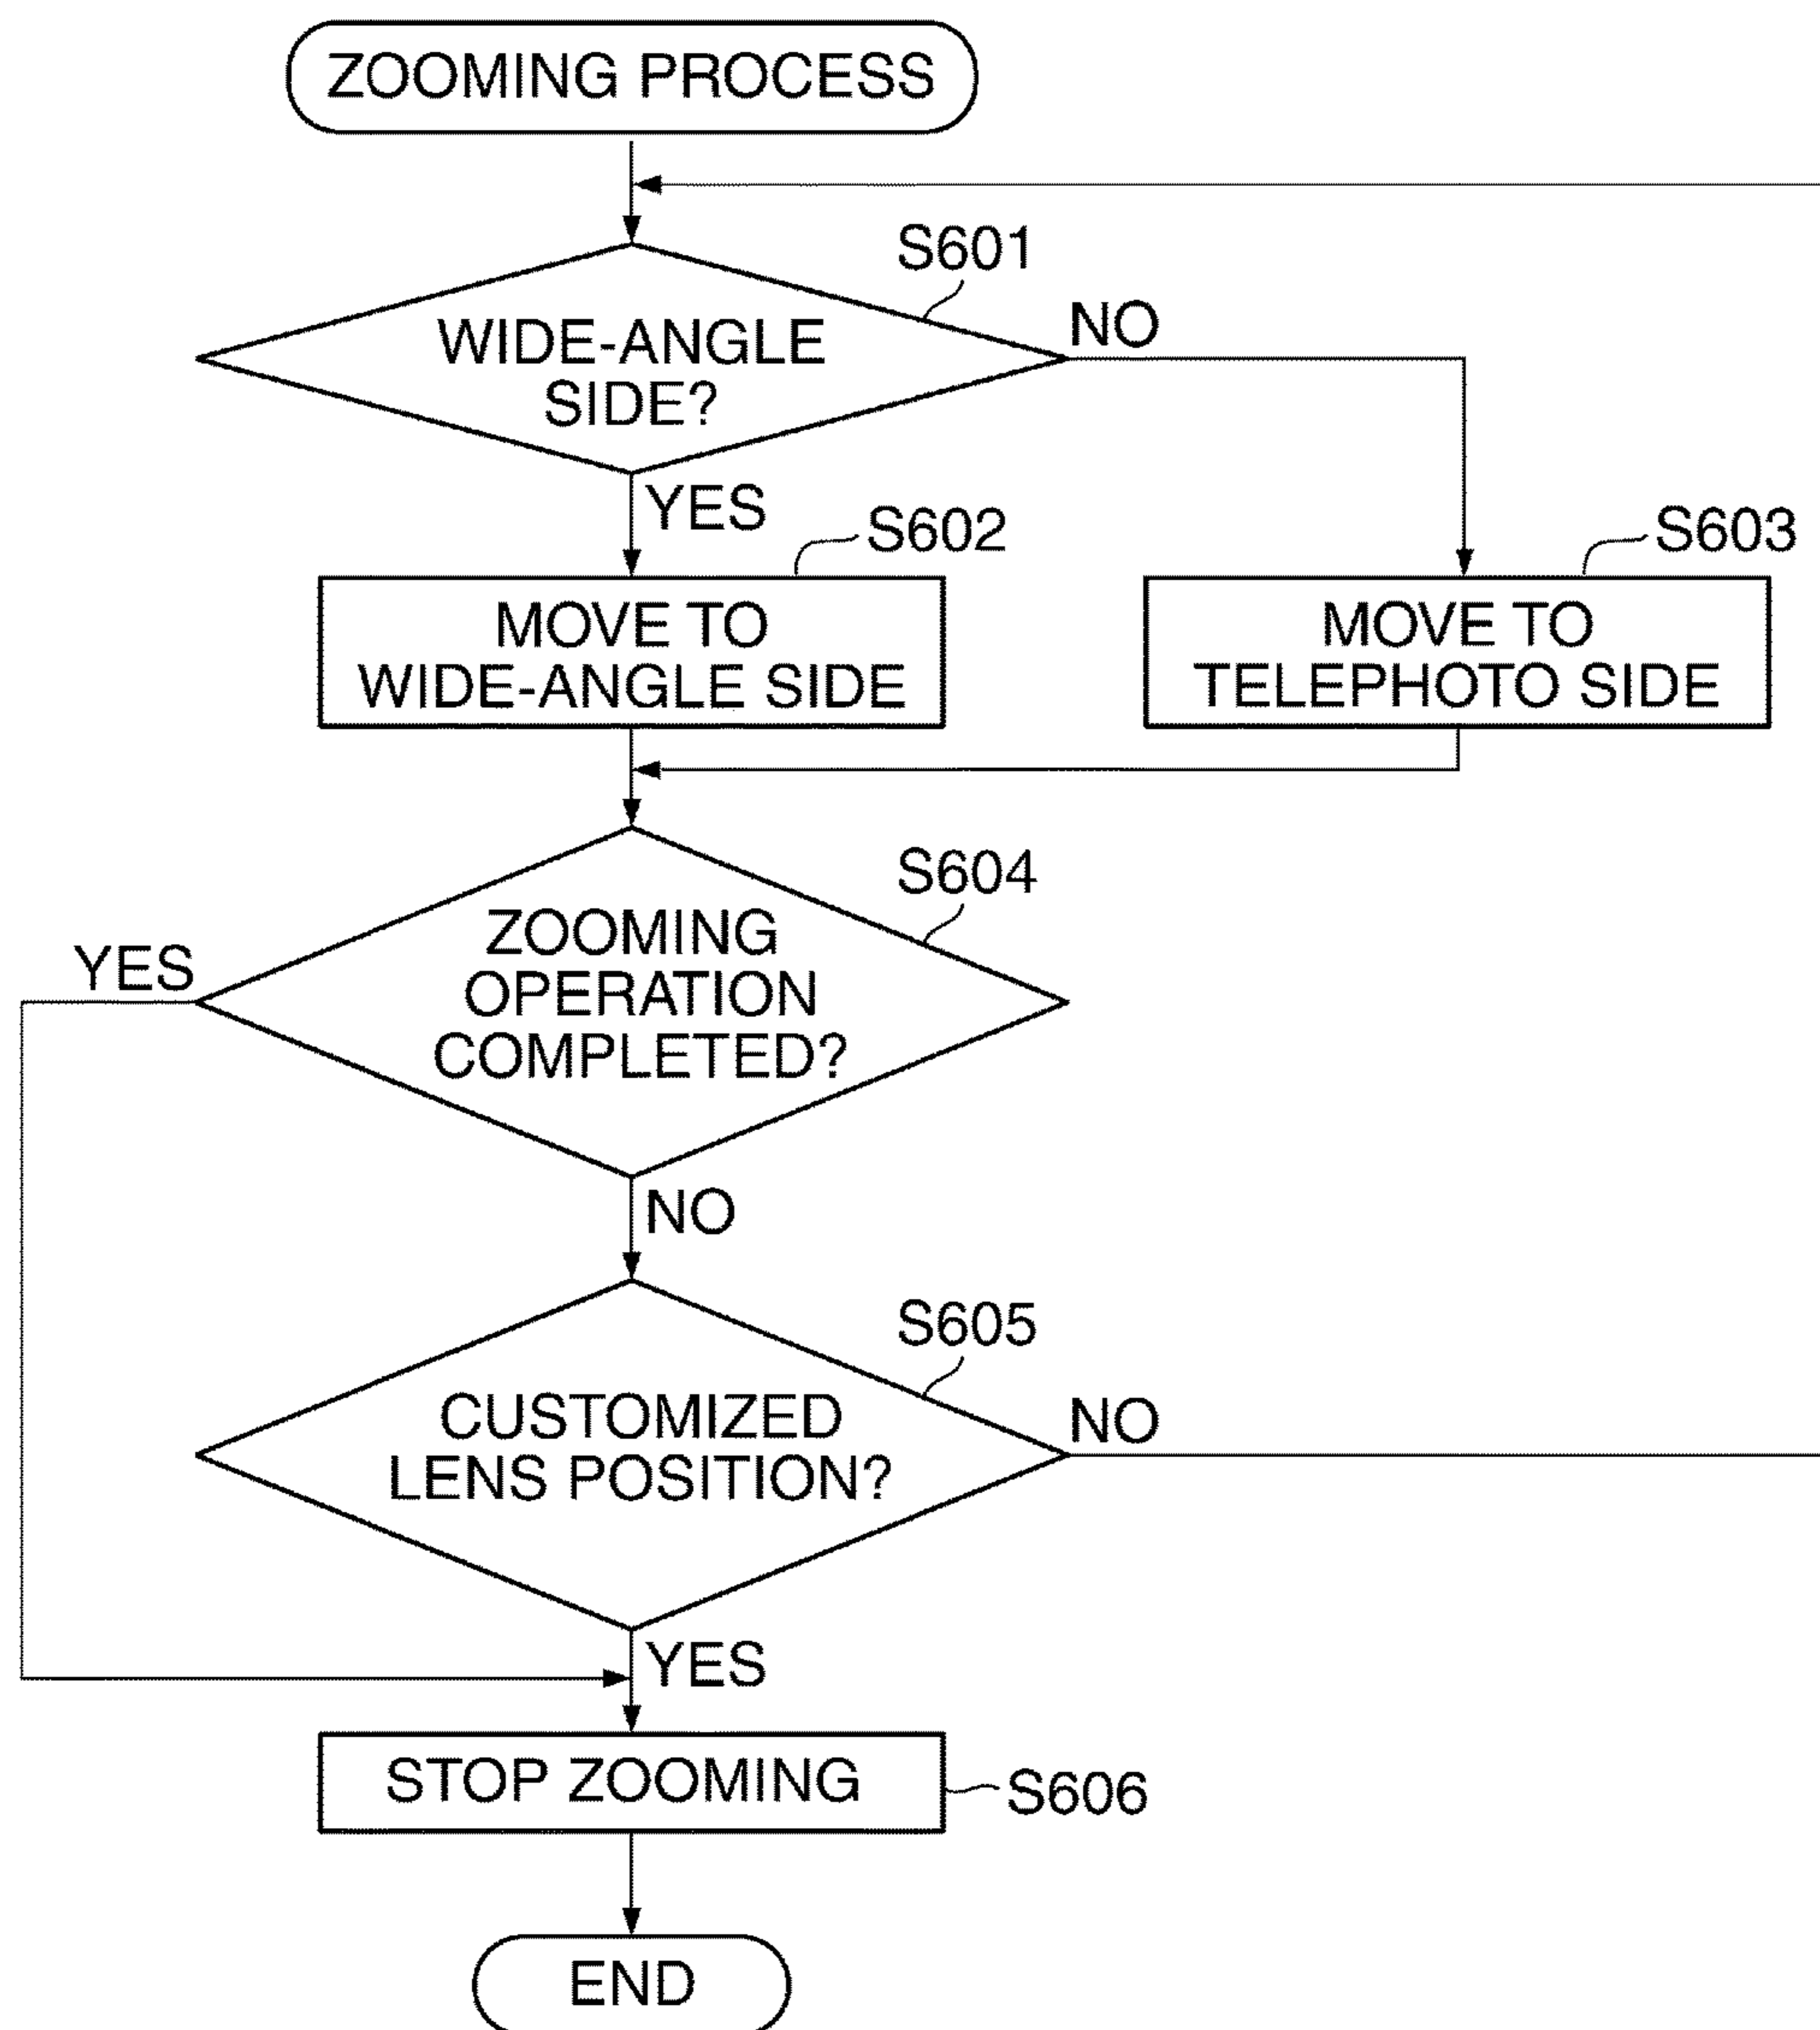 ZOOMING PROCESS
S601
WIDE-ANGLE
SIDE?
NO
YES
S602
S603
MOVE TO
WIDE-ANGLE SIDE
MOVE TO
TELEPHOTO SIDE
S604
ZOOMING
OPERATION
COMPLETED?
YES
NO
S605
CUSTOMIZED
LENS POSITION?
NO
YES
STOP ZOOMING
S606
END